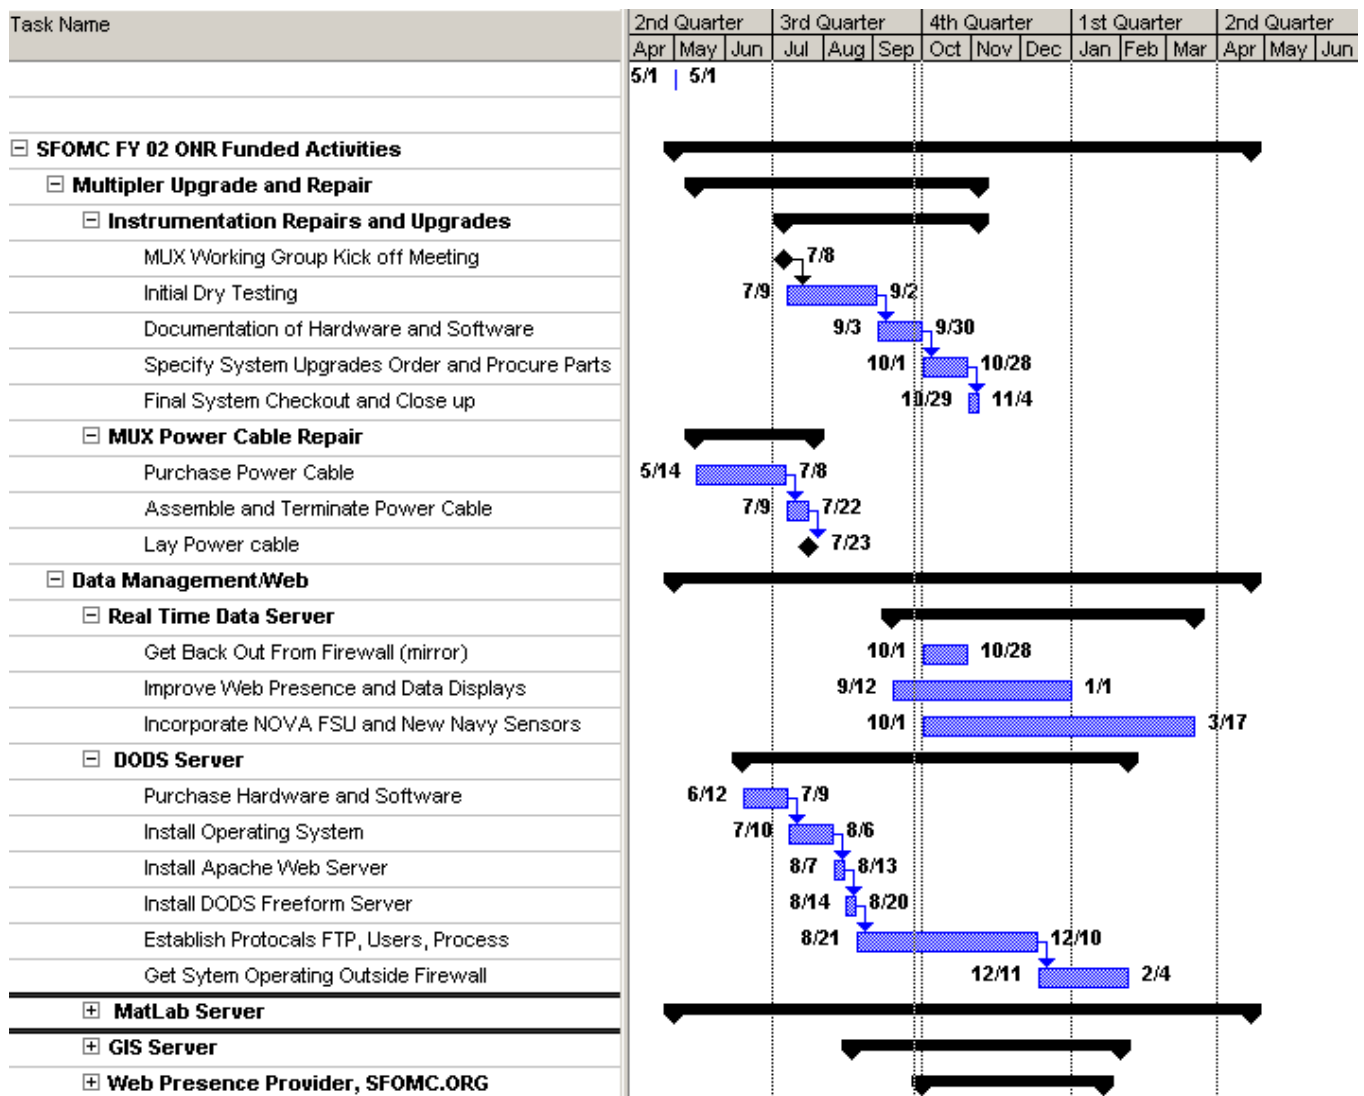 Task Name 2nd Quarter 3rd Quarter 4th Quarter 1st Quarter 2nd Quarter
Apr May Jun Jul Aug Sep Oct Nov Dec Jan Feb Mar Apr May Jun
5/1 5/1
SFOMC FY 02 ONR Funded Activities
Multipler Upgrade and Repair
Instrumentation Repairs and Upgrades
MUX Working Group Kick off Meeting 7/8
Initial Dry Testing 7/9 9/2
Documentation of Hardware and Software 9/3 9/30
Specify System Upgrades Order and Procure Parts 10/1 10/28
Final System Checkout and Close up 10/29 11/4
MUX Power Cable Repair
Purchase Power Cable 5/14 7/8
Assemble and Terminate Power Cable 7/9 7/22
Lay Power cable 7/23
Data Management/Web
Real Time Data Server
Get Back Out From Firewall (mirror) 10/1 10/28
Improve Web Presence and Data Displays 9/12 1/1
Incorporate NOVA FSU and New Navy Sensors 10/1 3/17
DODS Server
Purchase Hardware and Software 6/12 7/9
Install Operating System 7/10 8/6
Install Apache Web Server 8/7 8/13
Install DODS Freeform Server 8/14 8/20
Establish Protocals FTP, Users, Process 8/21 12/10
Get Sytem Operating Outside Firewall 12/11 2/4
MatLab Server
GIS Server
Web Presence Provider, SFOMC.ORG